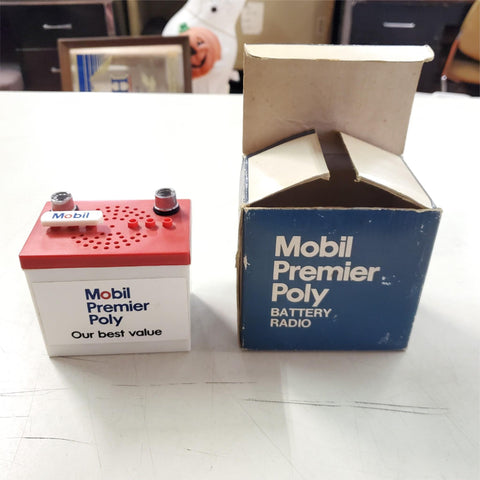 Mobil
Mobil
Premier
Poly
Our best value
Mobil
Premier
Poly
BATTERY
RADIO